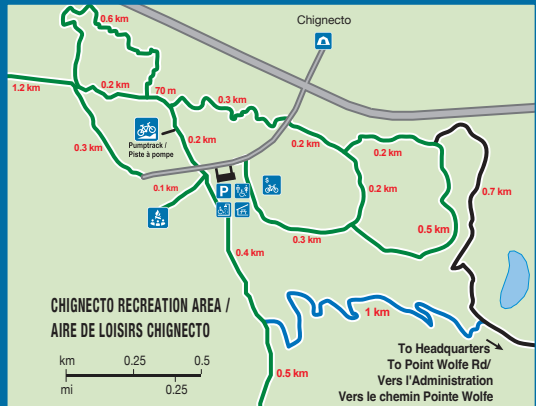 Chignecto
0.6 km
1.2 km
0.2 km
70 m
0.3 km
Pumptrack /
Piste à pompe
0.2 km
0.2 km
0.2 km
0.3 km
0.1 km
P
$
0.2 km
0.7 km
0.5 km
0.3 km
0.4 km
CHIGNECTO RECREATION AREA /
AIRE DE LOISIRS CHIGNECTO
1 km
km 0.25 0.5
mi 0.25
0.5 km
To Headquarters
To Point Wolfe Rd/
Vers l'Administration
Vers le chemin Pointe Wolfe